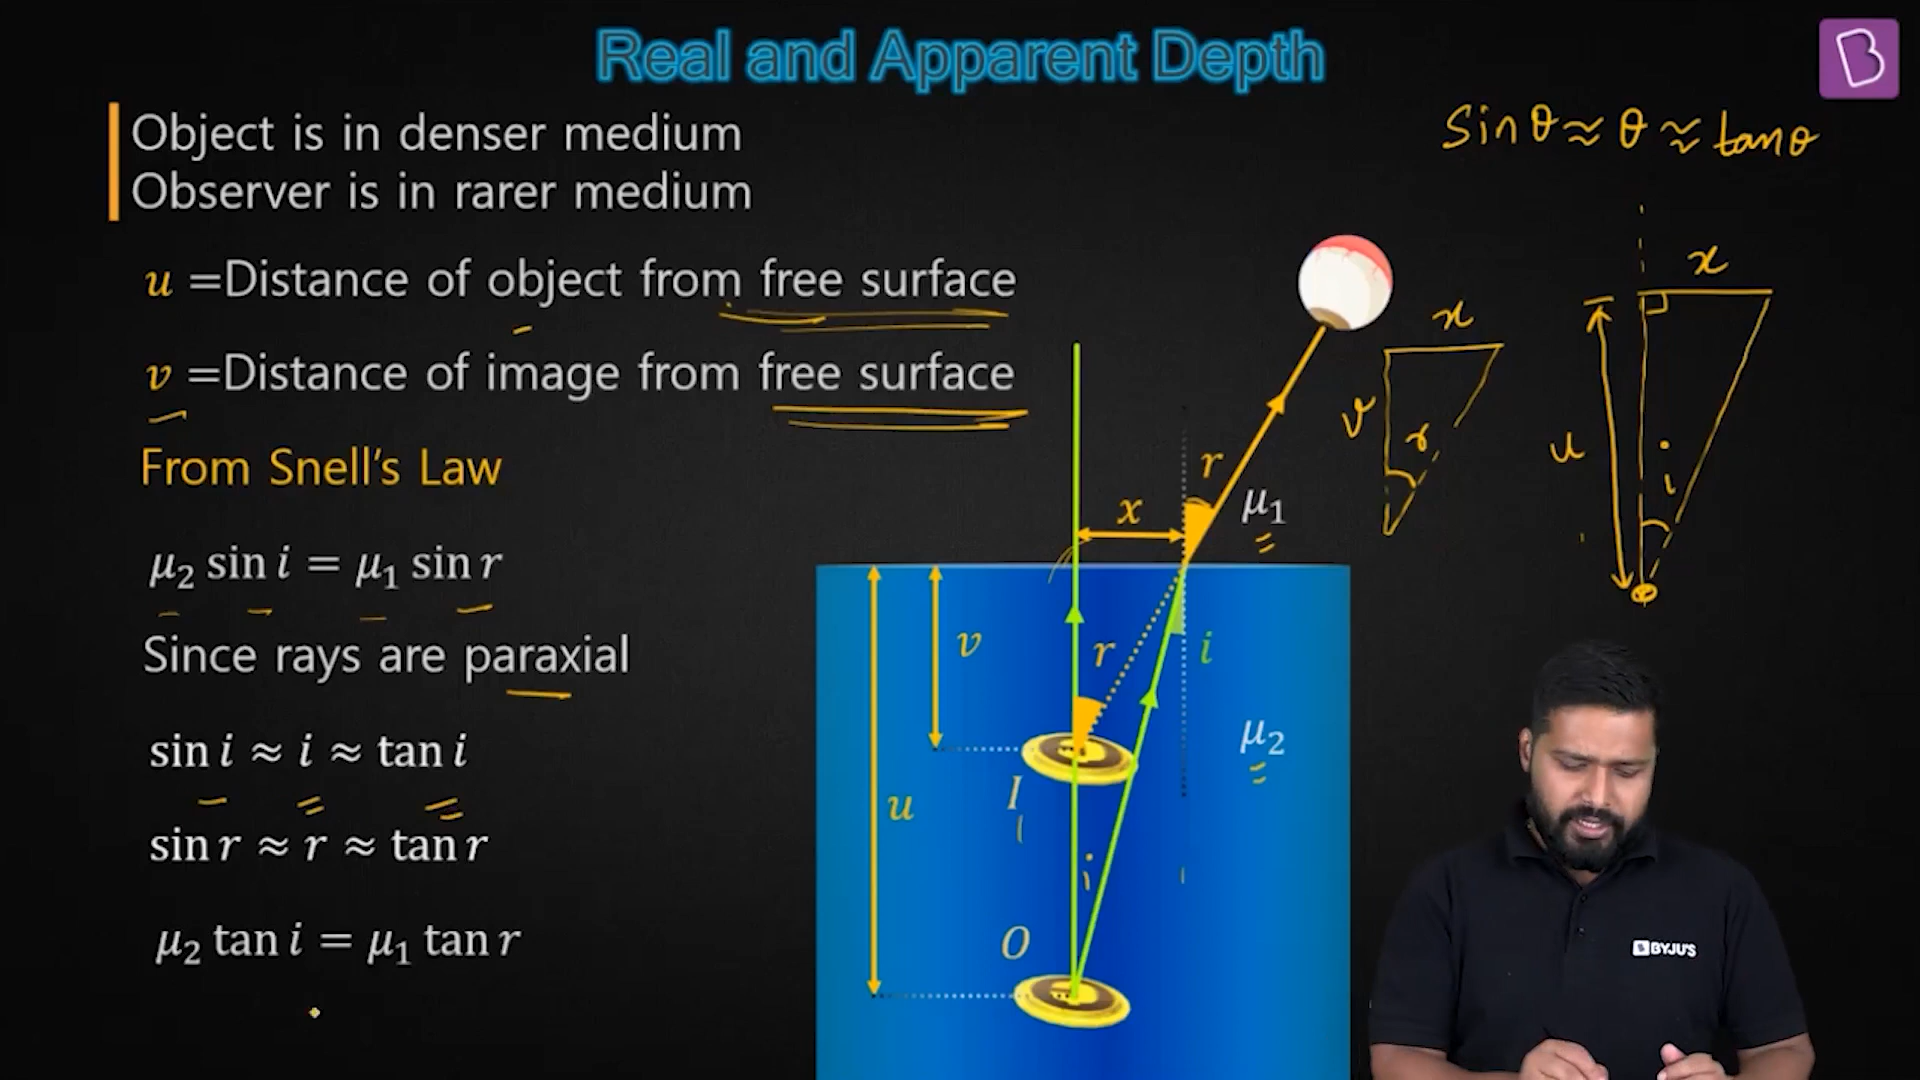 Real and Apparent Depth
B
Object is in denser medium
Observer is in rarer medium
u =Distance of object from free surface
v =Distance of image from free surface
From Snell’s Law
μ₂ sin i = μ₁ sin r
Since rays are paraxial
sin i ≈ i ≈ tan i
sin r ≈ r ≈ tan r
μ₂ tan i = μ₁ tan r
Sin θ ≈ θ ≈ tan θ
r
x
μ₁
v
r
i
μ₂
I
u
i
O
x
v
r
x
u
i
BYJU'S